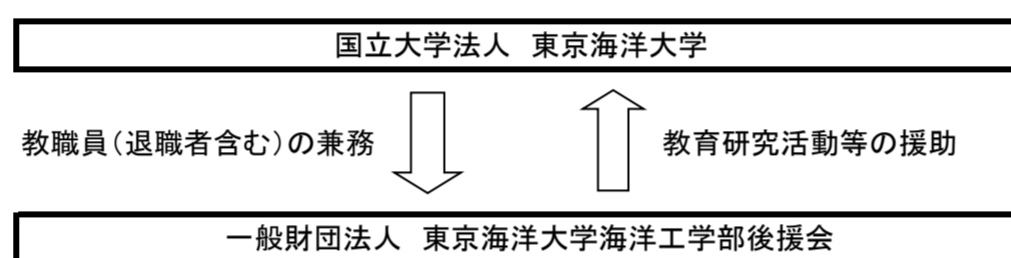 国立大学法人　東京海洋大学
教職員（退職者含む）の兼務
教育研究活動等の援助
一般財団法人　東京海洋大学海洋工学部後援会